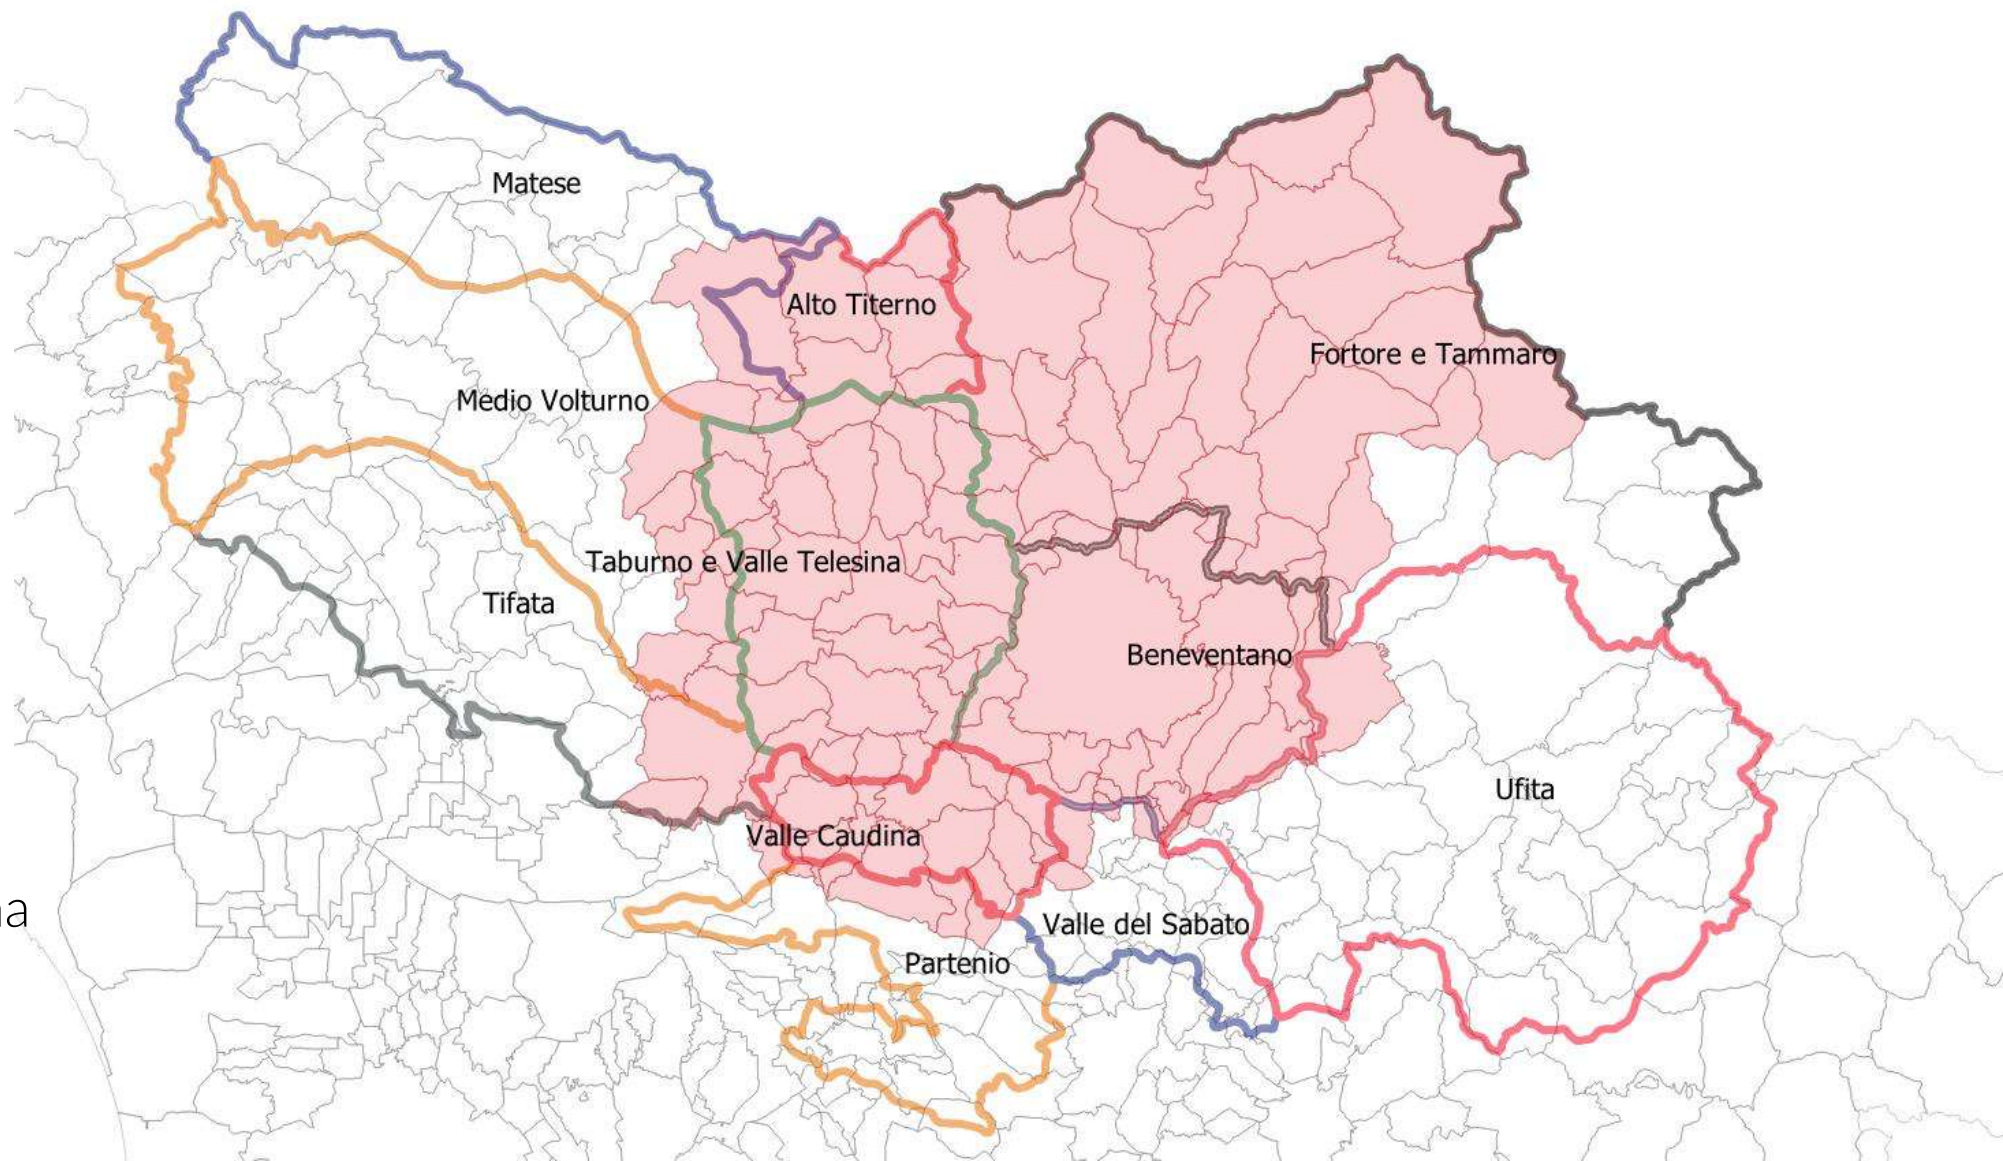 Matese
Alto Titerno
Fortore e Tammaro
Medio Volturno
Taburno e Valle Telesina
Tifata
Beneventano
Ufita
Valle Caudina
na
Valle del Sabato
Partenio